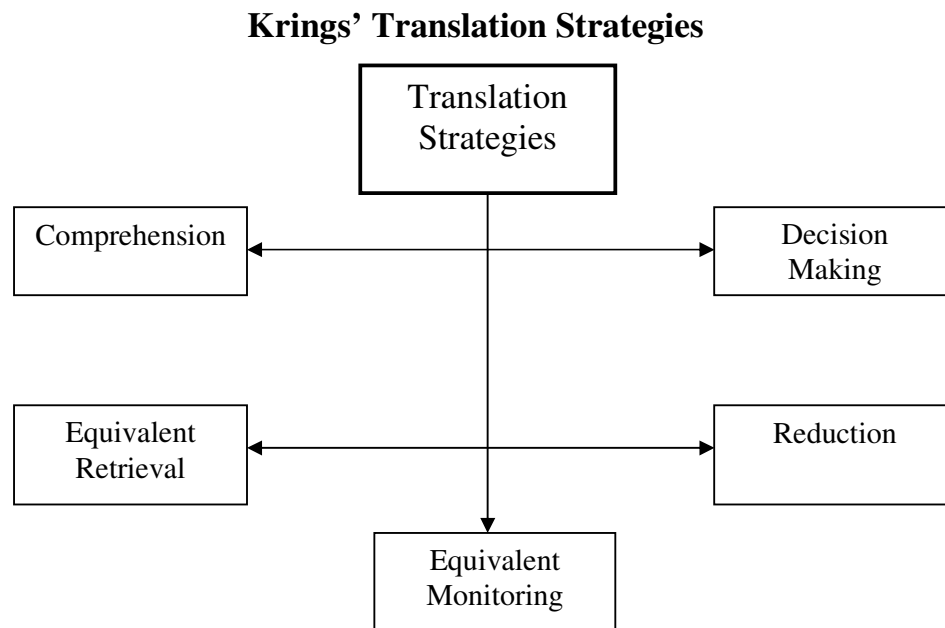 Krings’ Translation Strategies
Translation
Strategies
Comprehension
Decision
Making
Equivalent
Retrieval
Reduction
Equivalent
Monitoring